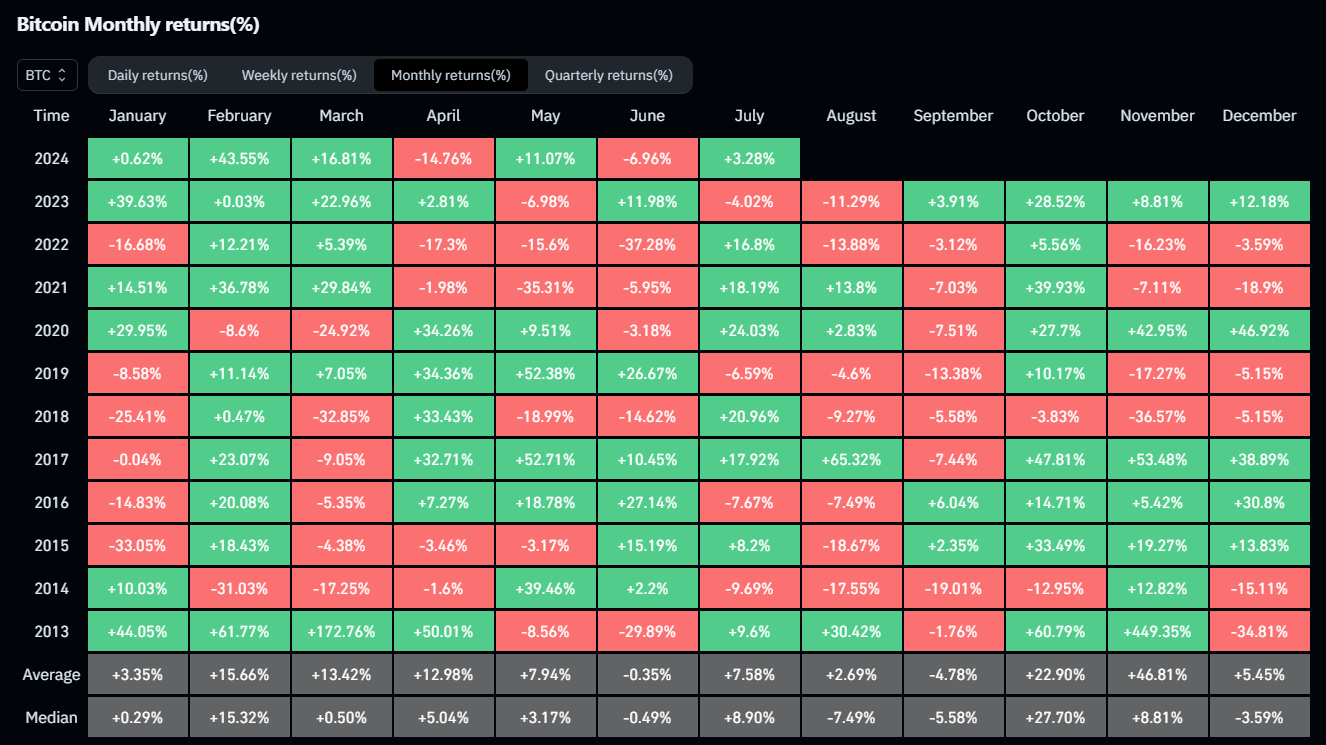 Bitcoin Monthly returns(%)
BTC Daily returns(%) Weekly returns(%) Monthly returns(%) Quarterly returns(%)
Time January February March April May June July August September October November December
2024 +0.62% +43.55% +16.81% -14.76% +11.07% -6.96% +3.28%
2023 +39.63% +0.03% +22.96% +2.81% -6.98% +11.98% -4.02% -11.29% +3.91% +28.52% +8.81% +12.18%
2022 -16.68% +12.21% +5.39% -17.3% -15.6% -37.28% +16.8% -13.88% -3.12% +5.56% -16.23% -3.59%
2021 +14.51% +36.78% +29.84% -1.98% -35.31% -5.95% +18.19% +13.8% -7.03% +39.93% -7.11% -18.9%
2020 +29.95% -8.6% -24.92% +34.26% +9.51% -3.18% +24.03% +2.83% -7.51% +27.7% +42.95% +46.92%
2019 -8.58% +11.14% +7.05% +34.36% +52.38% +26.67% -6.59% -4.6% -13.38% +10.17% -17.27% -5.15%
2018 -25.41% +0.47% -32.85% +33.43% -18.99% -14.62% +20.96% -9.27% -5.58% -3.83% -36.57% -5.15%
2017 -0.04% +23.07% -9.05% +32.71% +52.71% +10.45% +17.92% +65.32% -7.44% +47.81% +53.48% +38.89%
2016 -14.83% +20.08% -5.35% +7.27% +18.78% +27.14% -7.67% -7.49% +6.04% +14.71% +5.42% +30.8%
2015 -33.05% +18.43% -4.38% -3.46% -3.17% +15.19% +8.2% -18.67% +2.35% +33.49% +19.27% +13.83%
2014 +10.03% -31.03% -17.25% -1.6% +39.46% +2.2% -9.69% -17.55% -19.01% -12.95% +12.82% -15.11%
2013 +44.05% +61.77% +172.76% +50.01% -8.56% -29.89% +9.6% +30.42% -1.76% +60.79% +449.35% -34.81%
Average +3.35% +15.66% +13.42% +12.98% +7.94% -0.35% +7.58% +2.69% -4.78% +22.90% +46.81% +5.45%
Median +0.29% +15.32% +0.50% +5.04% +3.17% -0.49% +8.90% -7.49% -5.58% +27.70% +8.81% -3.59%